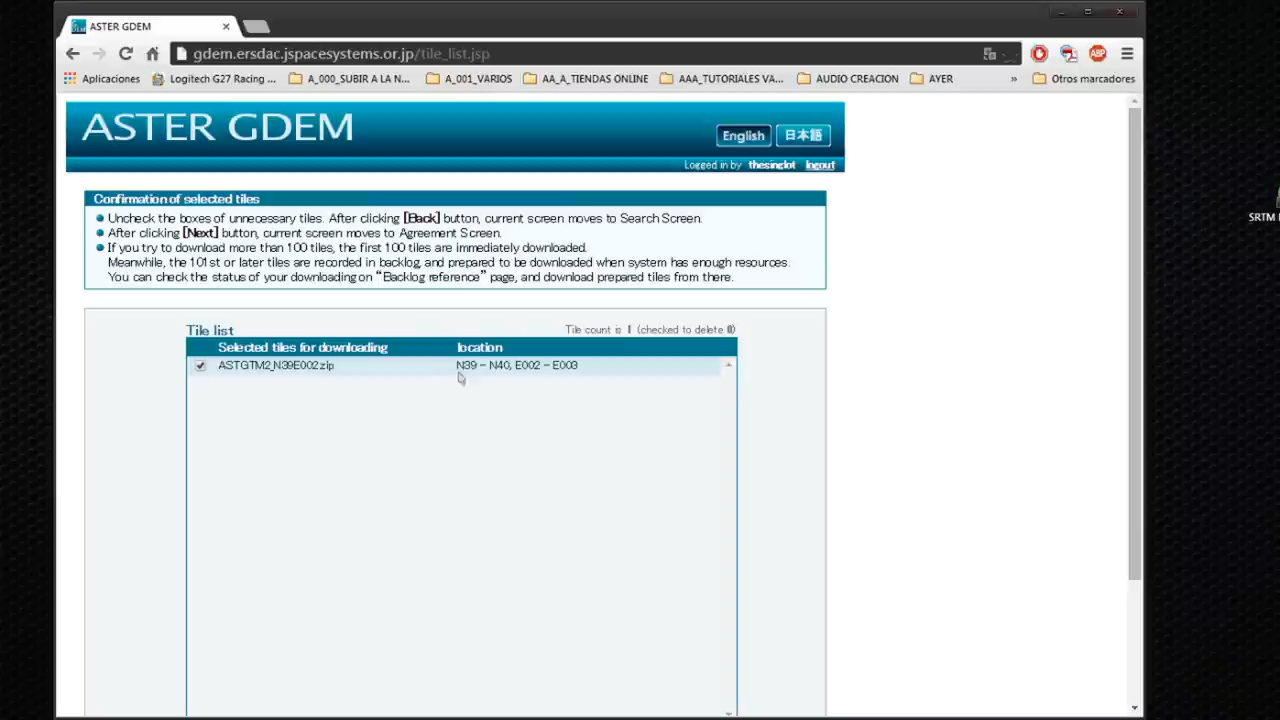 ASTER GDEM
gdem.ersdac.jspacesystems.or.jp/tile_list.jsp
Aplicaciones
Logitech G27 Racing ...
A_000_SUBIR A LA N...
A_001_VARIOS
AA_A_TIENDAS ONLINE
AAA_TUTORIALES VA...
AUDIO CREACION
AYER
»
Otros marcadores
ASTER GDEM
English
日本語
Logged in by thesinglot logout
Confirmation of selected tiles
Uncheck the boxes of unnecessary tiles. After clicking [Back] button, current screen moves to Search Screen.
After clicking [Next] button, current screen moves to Agreement Screen.
If you try to download more than 100 tiles, the first 100 tiles are immediately downloaded.
Meanwhile, the 101st or later tiles are recorded in backlog, and prepared to be downloaded when system has enough resources.
You can check the status of your downloading on "Backlog reference" page, and download prepared tiles from there.
Tile list
Tile count is 1 (checked to delete 0)
Selected tiles for downloading
location
ASTGTM2_N39E002.zip
N39 - N40, E002 - E003
SRTM